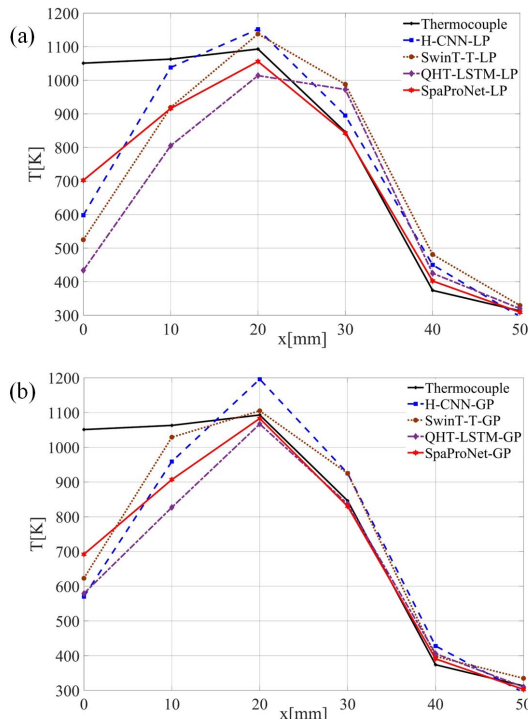 (a)
1200
1100
1000
900
800
700
600
500
400
300
T[K]
0
10
20
30
40
50
x[mm]
Thermocouple
H-CNN-LP
SwinT-T-LP
QHT-LSTM-LP
SpaProNet-LP
(b)
1200
1100
1000
900
800
700
600
500
400
300
T[K]
0
10
20
30
40
50
x[mm]
Thermocouple
H-CNN-GP
SwinT-T-GP
QHT-LSTM-GP
SpaProNet-GP